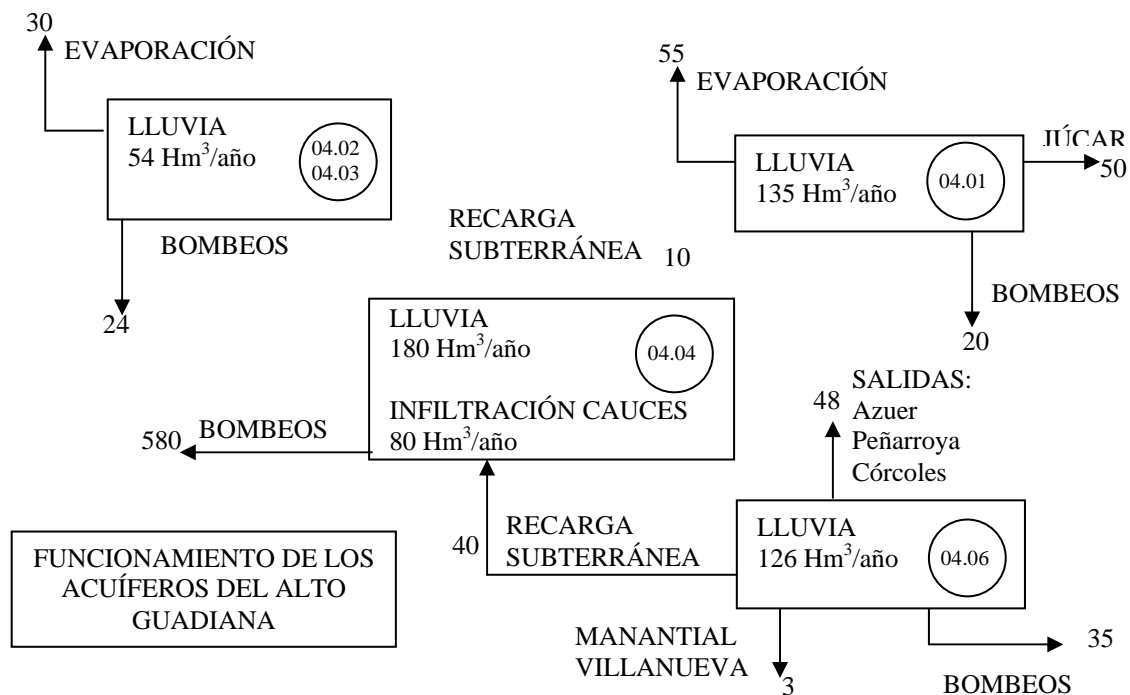 30
EVAPORACIÓN
LLUVIA
54 Hm³/año
04.02
04.03
BOMBEOS
24
55
EVAPORACIÓN
LLUVIA
135 Hm³/año
04.01
JÚCAR
50
BOMBEOS
20
RECARGA
SUBTERRÁNEA
10
LLUVIA
180 Hm³/año
04.04
INFILTRACIÓN CAUCES
80 Hm³/año
BOMBEOS
580
48
SALIDAS:
Azuer
Peñarroya
Córcoles
LLUVIA
126 Hm³/año
04.06
RECARGA
SUBTERRÁNEA
40
MANANTIAL
VILLANUEVA
3
35
BOMBEOS
FUNCIONAMIENTO DE LOS
ACUÍFEROS DEL ALTO
GUADIANA